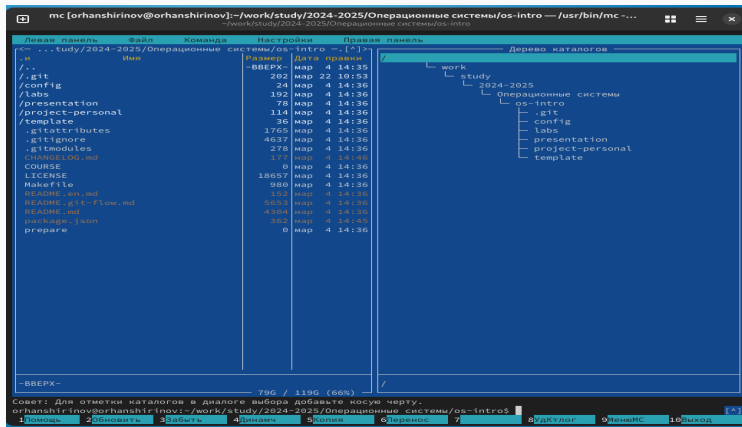 mc [orhanshirinov@orhanshirinov]:~/work/study/2024-2025/Операционные системы/os-intro — /usr/bin/mc -...
~/work/study/2024-2025/Операционные системы/os-intro
Левая панель Файл Команда Настройки Правая панель
<— ...tudy/2024-2025/Операционные системы/os-intro —.[^]>
.и Имя Размер Дата правки
/.. -ВВЕРХ- мар 4 14:35
/.git 202 мар 22 10:53
/config 24 мар 4 14:36
/labs 192 мар 4 14:36
/presentation 78 мар 4 14:36
/project-personal 114 мар 4 14:36
/template 36 мар 4 14:36
.gitattributes 1765 мар 4 14:36
.gitignore 4637 мар 4 14:36
.gitmodules 278 мар 4 14:36
CHANGELOG.md 177 мар 4 14:46
COURSE 0 мар 4 14:36
LICENSE 18657 мар 4 14:36
Makefile 980 мар 4 14:36
README.en.md 152 мар 4 14:36
README.git-flow.md 5653 мар 4 14:36
README.md 4384 мар 4 14:36
package.json 362 мар 4 14:45
prepare 0 мар 4 14:36
-ВВЕРХ-
79G / 119G (66%)
Дерево каталогов
/
work
study
2024-2025
Операционные системы
os-intro
.git
config
labs
presentation
project-personal
template
/
Совет: Для отметки каталогов в диалоге выбора добавьте косую черту.
orhanshirinov@orhanshirinov:~/work/study/2024-2025/Операционные системы/os-intro$ [^]
1Помощь 2Обновить 3Забыть 4Динамич 5Копия 6Перенос 7 8УдКтлог 9МенюМС 10Выход